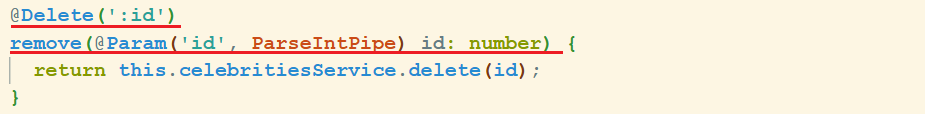 @Delete(':id')
remove(@Param('id', ParseIntPipe) id: number) {
  return this.celebritiesService.delete(id);
}